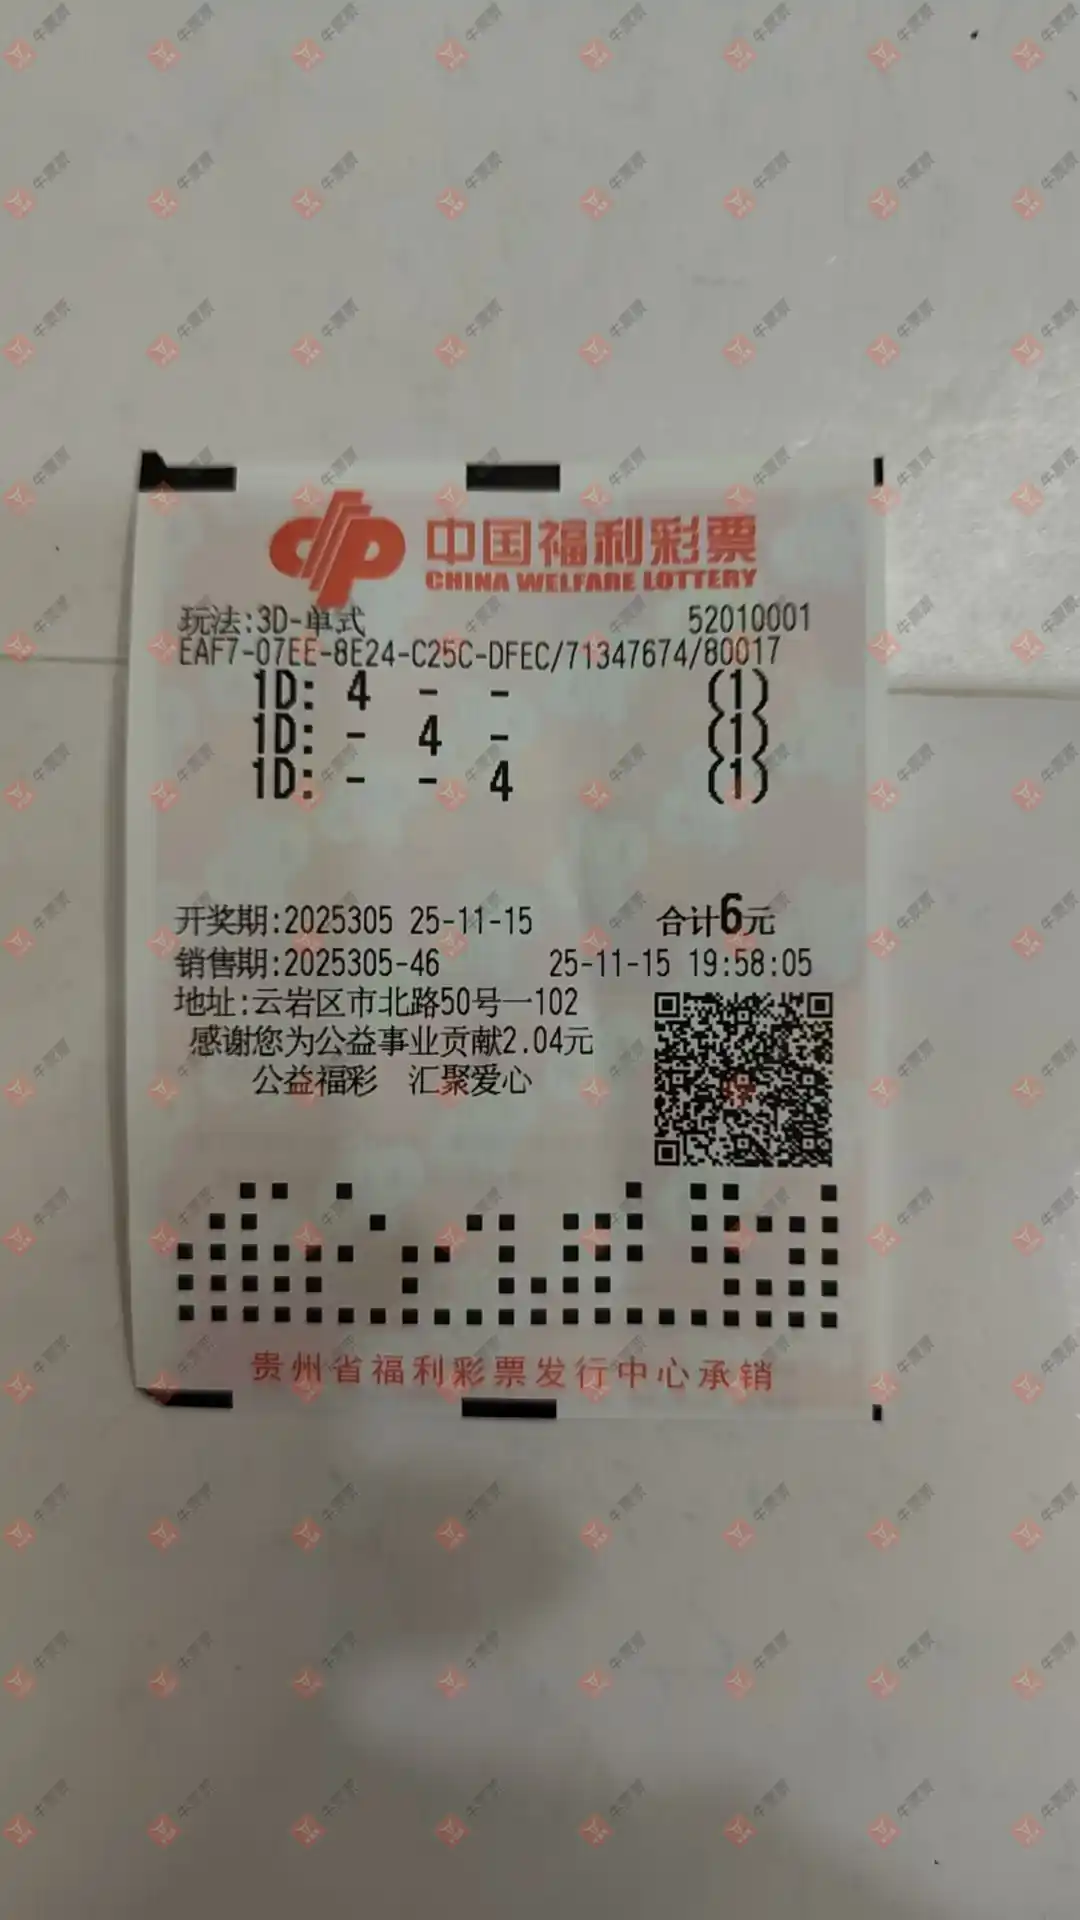 中国福利彩票
CHINA WELFARE LOTTERY
玩法:3D-单式 52010001
EAF7-07EE-8E24-C25C-DFEC/71347674/80017
1D: 4 - - (1)
1D: - 4 - (1)
1D: - - 4 (1)
开奖期:2025305 25-11-15 合计6元
销售期:2025305-46 25-11-15 19:58:05
地址:云岩区市北路50号一102
感谢您为公益事业贡献2.04元
公益福彩 汇聚爱心
贵州省福利彩票发行中心承销